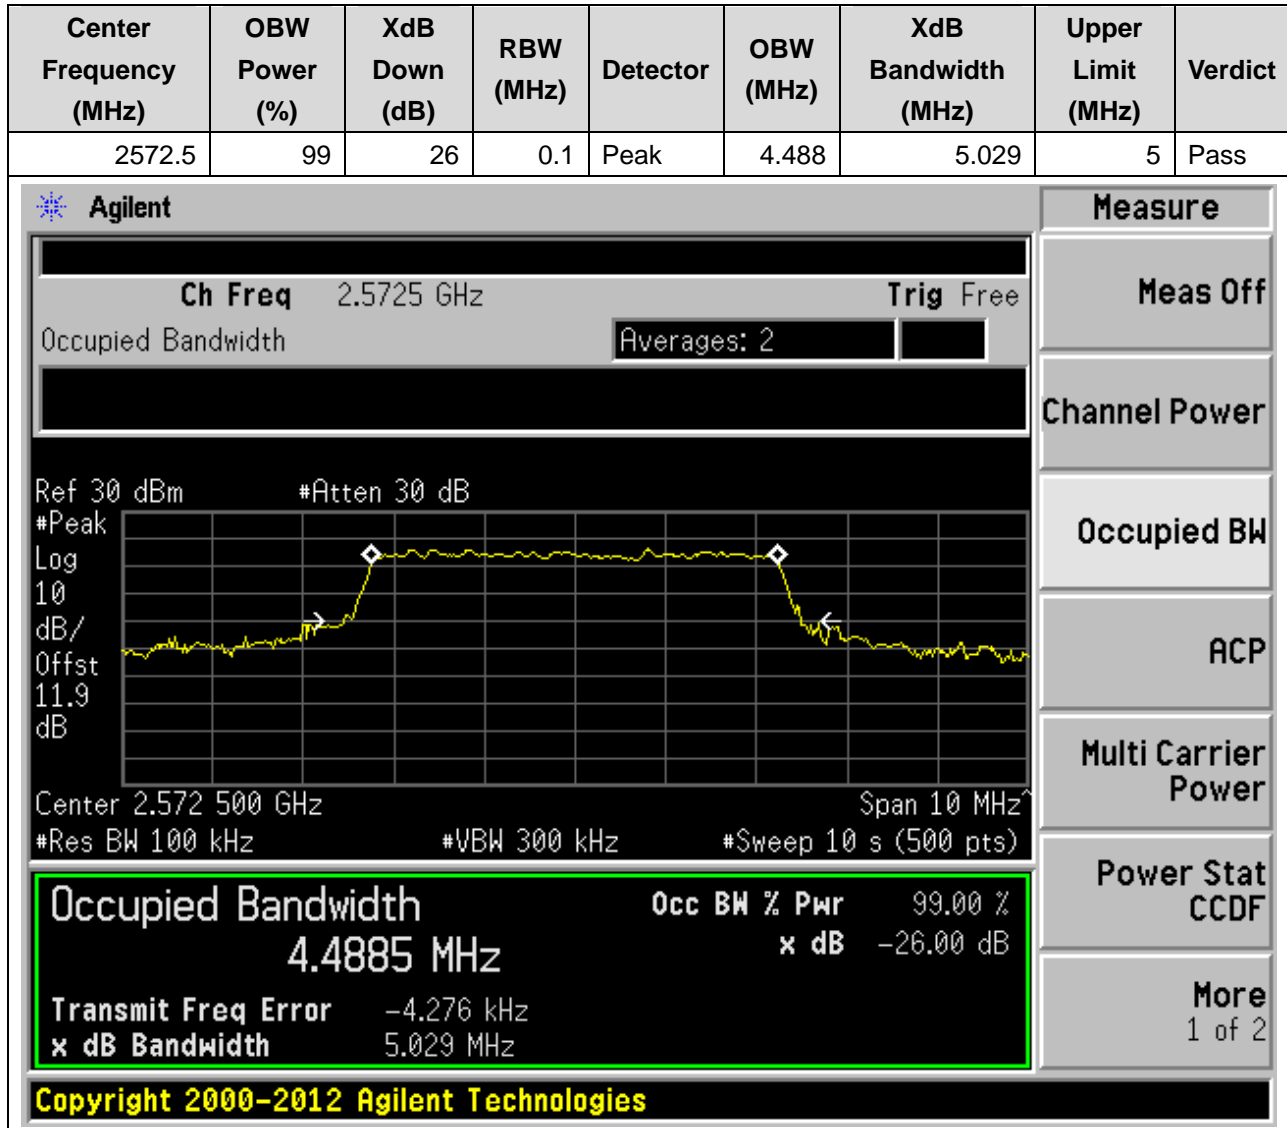 Center Frequency (MHz) OBW Power (%) XdB Down (dB) RBW (MHz) Detector OBW (MHz) XdB Bandwidth (MHz) Upper Limit (MHz) Verdict
2572.5 99 26 0.1 Peak 4.488 5.029 5 Pass
Agilent
Measure
Ch Freq 2.5725 GHz Trig Free
Occupied Bandwidth Averages: 2
Meas Off
Channel Power
Occupied BW
ACP
Multi Carrier
Power
Power Stat
CCDF
More
1 of 2
Ref 30 dBm #Atten 30 dB
#Peak
Log
10
dB/
Offst
11.9
dB
Center 2.572 500 GHz Span 10 MHz^
#Res BW 100 kHz #VBW 300 kHz #Sweep 10 s (500 pts)
Occupied Bandwidth Occ BW % Pwr 99.00 %
4.4885 MHz x dB -26.00 dB
Transmit Freq Error -4.276 kHz
x dB Bandwidth 5.029 MHz
Copyright 2000-2012 Agilent Technologies